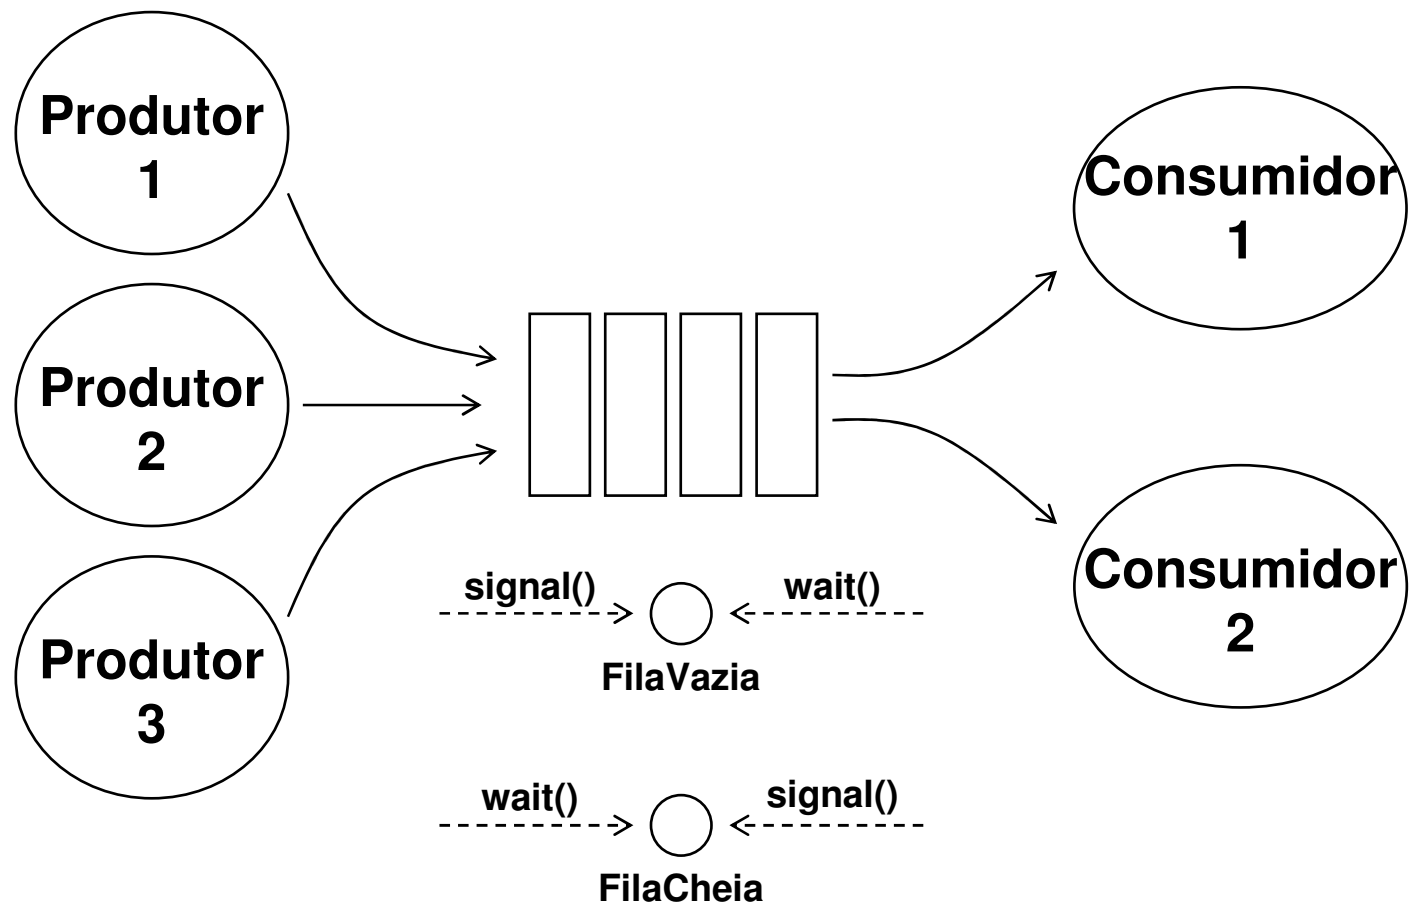 Produtor
1
Produtor
2
Produtor
3
Consumidor
1
Consumidor
2
signal()
wait()
FilaVazia
wait()
signal()
FilaCheia